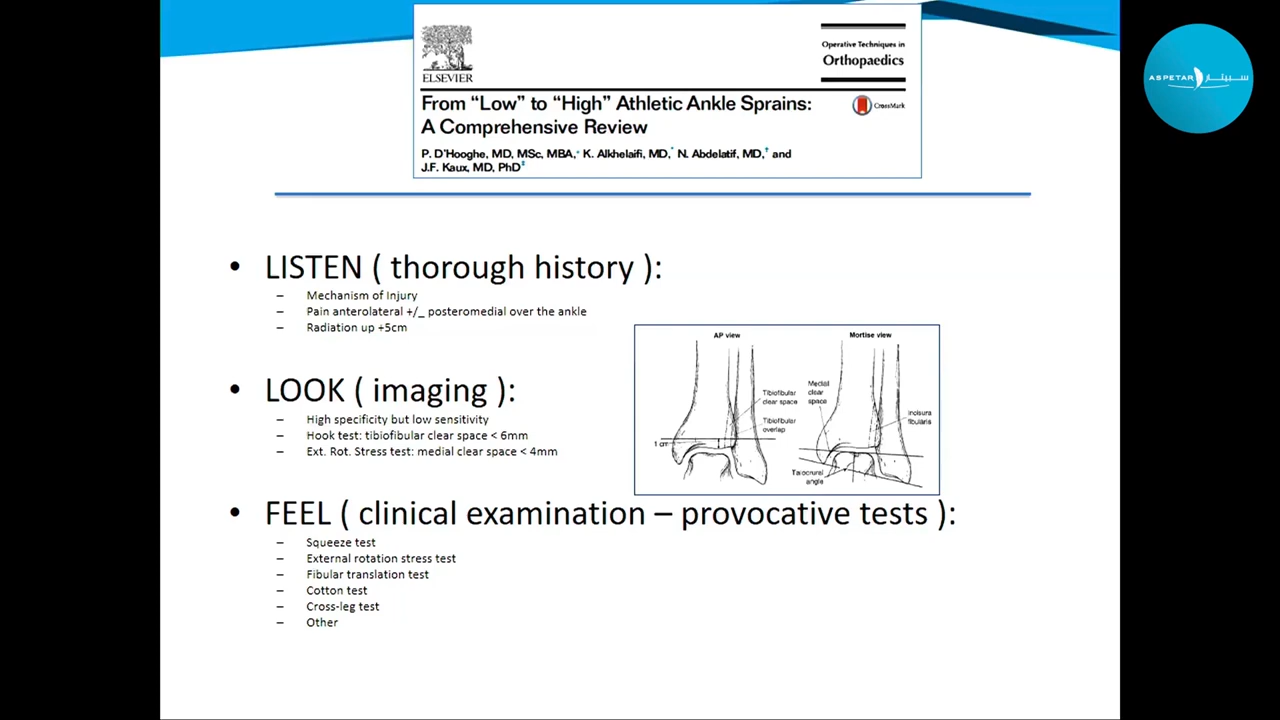 ELSEVIER
Operative Techniques in
Orthopaedics
From “Low” to “High” Athletic Ankle Sprains:
A Comprehensive Review
CrossMark
P. D'Hooghe, MD, MSc, MBA,* K. Alkhelaifi, MD,* N. Abdelatif, MD,† and
J.F. Kaux, MD, PhD‡
ASPETAR سبيتار
• LISTEN ( thorough history ):
– Mechanism of Injury
– Pain anterolateral +/_ posteromedial over the ankle
– Radiation up +5cm
• LOOK ( imaging ):
– High specificity but low sensitivity
– Hook test: tibiofibular clear space < 6mm
– Ext. Rot. Stress test: medial clear space < 4mm
AP view
Tibiofibular
clear space
Tibiofibular
overlap
1 cm
Mortise view
Medial
clear
space
Incisura
fibularis
Talocrural
angle
• FEEL ( clinical examination – provocative tests ):
– Squeeze test
– External rotation stress test
– Fibular translation test
– Cotton test
– Cross-leg test
– Other